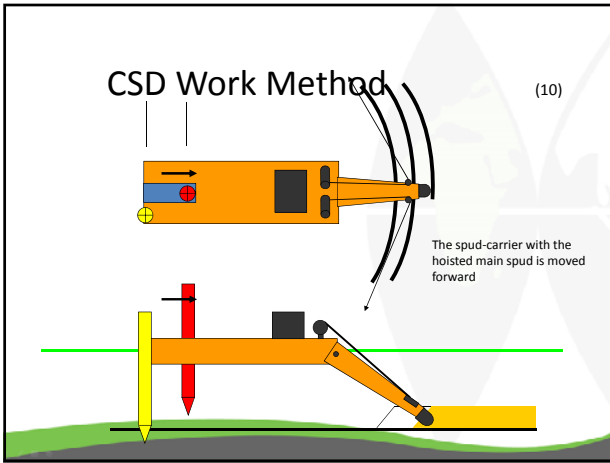 CSD Work Method
(10)
The spud-carrier with the
hoisted main spud is moved
forward